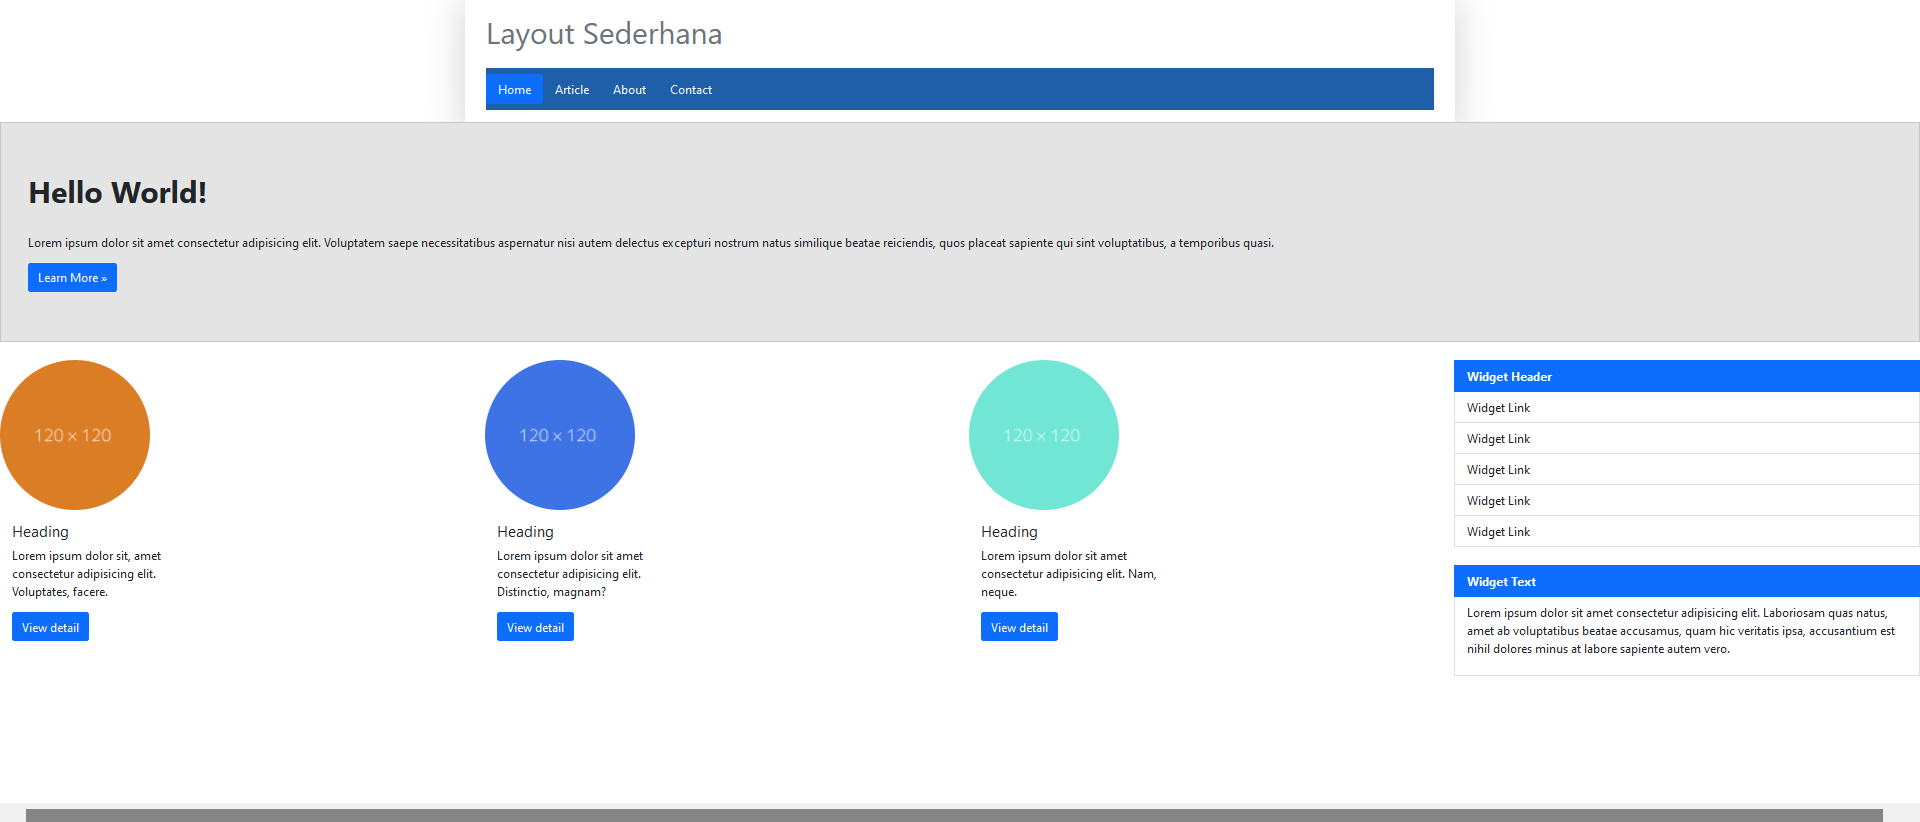 Layout Sederhana
Home Article About Contact
Hello World!
Lorem ipsum dolor sit amet consectetur adipisicing elit. Voluptatem saepe necessitatibus aspernatur nisi autem delectus excepturi nostrum natus similique beatae reiciendis, quos placeat sapiente qui sint voluptatibus, a temporibus quasi.
Learn More »
120 × 120
Heading
Lorem ipsum dolor sit, amet
consectetur adipisicing elit.
Voluptates, facere.
View detail
120 × 120
Heading
Lorem ipsum dolor sit amet
consectetur adipisicing elit.
Distinctio, magnam?
View detail
120 × 120
Heading
Lorem ipsum dolor sit amet
consectetur adipisicing elit. Nam,
neque.
View detail
Widget Header
Widget Link
Widget Link
Widget Link
Widget Link
Widget Link
Widget Text
Lorem ipsum dolor sit amet consectetur adipisicing elit. Laboriosam quas natus,
amet ab voluptatibus beatae accusamus, quam hic veritatis ipsa, accusantium est
nihil dolores minus at labore sapiente autem vero.